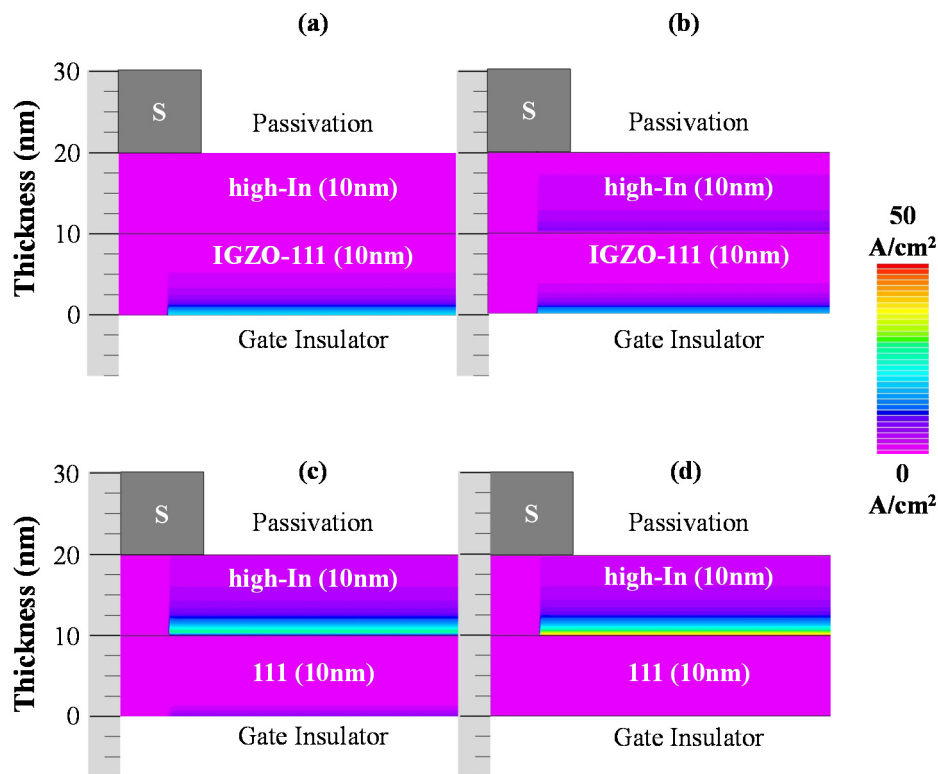 (a)
(b)
30
20
10
0
Thickness (nm)
S
Passivation
high-In (10nm)
IGZO-111 (10nm)
Gate Insulator
S
Passivation
high-In (10nm)
IGZO-111 (10nm)
Gate Insulator
50
A/cm²
0
A/cm²
(c)
(d)
30
20
10
0
Thickness (nm)
S
Passivation
high-In (10nm)
111 (10nm)
Gate Insulator
S
Passivation
high-In (10nm)
111 (10nm)
Gate Insulator